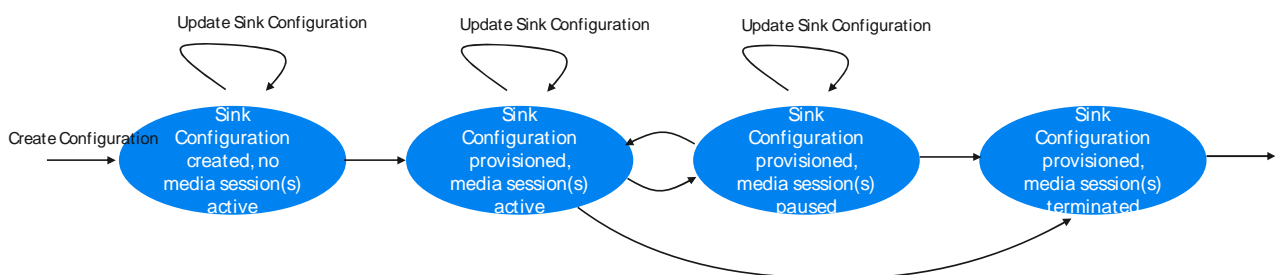 Update Sink Configuration
Update Sink Configuration
Update Sink Configuration
Create Configuration
Sink
Configuration
created, no
media session(s)
active
Sink
Configuration
provisioned,
media session(s)
active
Sink
Configuration
provisioned,
media session(s)
paused
Sink
Configuration
provisioned,
media session(s)
terminated